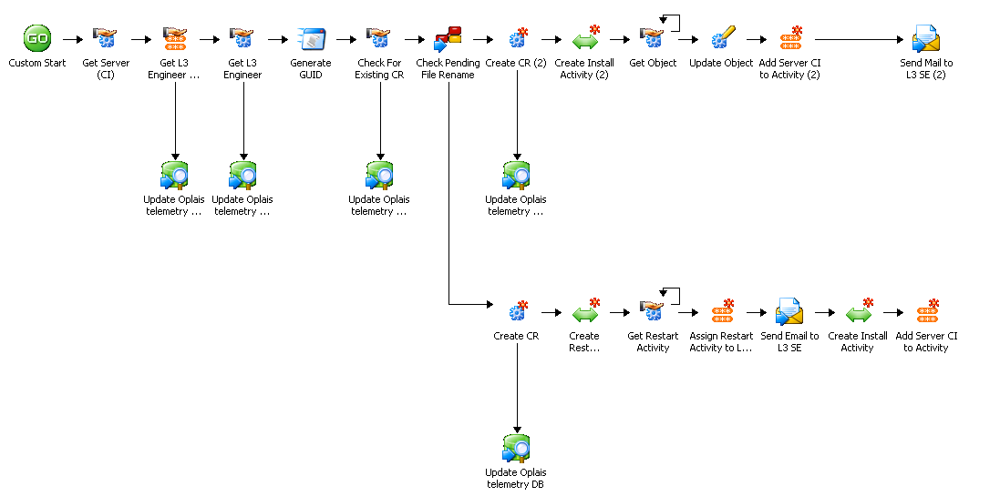 GO
Custom Start
Get Server
(CI)
Get L3
Engineer ...
Get L3
Engineer
Generate
GUID
Check For
Existing CR
Check Pending
File Rename
Create CR (2)
Create Install
Activity (2)
Get Object
Update Object
Add Server CI
to Activity (2)
Send Mail to
L3 SE (2)
Update Oplais
telemetry ...
Update Oplais
telemetry ...
Update Oplais
telemetry ...
Update Oplais
telemetry ...
Create CR
Create
Rest...
Get Restart
Activity
Assign Restart
Activity to L...
Send Email to
L3 SE
Create Install
Activity
Add Server CI
to Activity
Update Oplais
telemetry DB